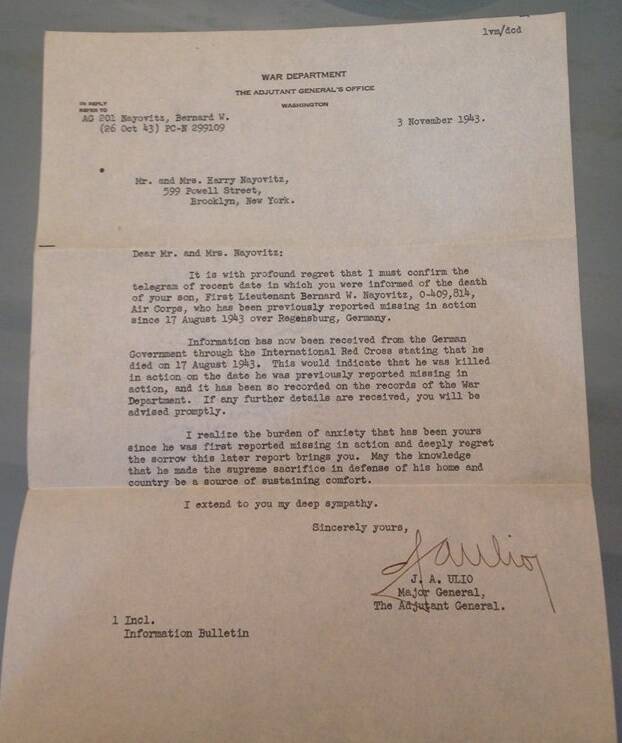 lvm/dcd
WAR DEPARTMENT
THE ADJUTANT GENERAL'S OFFICE
WASHINGTON
IN REPLY
REFER TO
AG 201 Nayovitz, Bernard W.
(26 Oct 43) PC-N 299109
3 November 1943.
Mr. and Mrs. Harry Nayovitz,
599 Powell Street,
Brooklyn, New York.
Dear Mr. and Mrs. Nayovitz:
It is with profound regret that I must confirm the
telegram of recent date in which you were informed of the death
of your son, First Lieutenant Bernard W. Nayovitz, O-409,814,
Air Corps, who has been previously reported missing in action
since 17 August 1943 over Regensburg, Germany.
Information has now been received from the German
Government through the International Red Cross stating that he
died on 17 August 1943. This would indicate that he was killed
in action on the date he was previously reported missing in
action, and it has been so recorded on the records of the War
Department. If any further details are received, you will be
advised promptly.
I realize the burden of anxiety that has been yours
since he was first reported missing in action and deeply regret
the sorrow this later report brings you. May the knowledge
that he made the supreme sacrifice in defense of his home and
country be a source of sustaining comfort.
I extend to you my deep sympathy.
Sincerely yours,
JAUlio
J. A. ULIO
Major General,
The Adjutant General.
1 Incl.
Information Bulletin